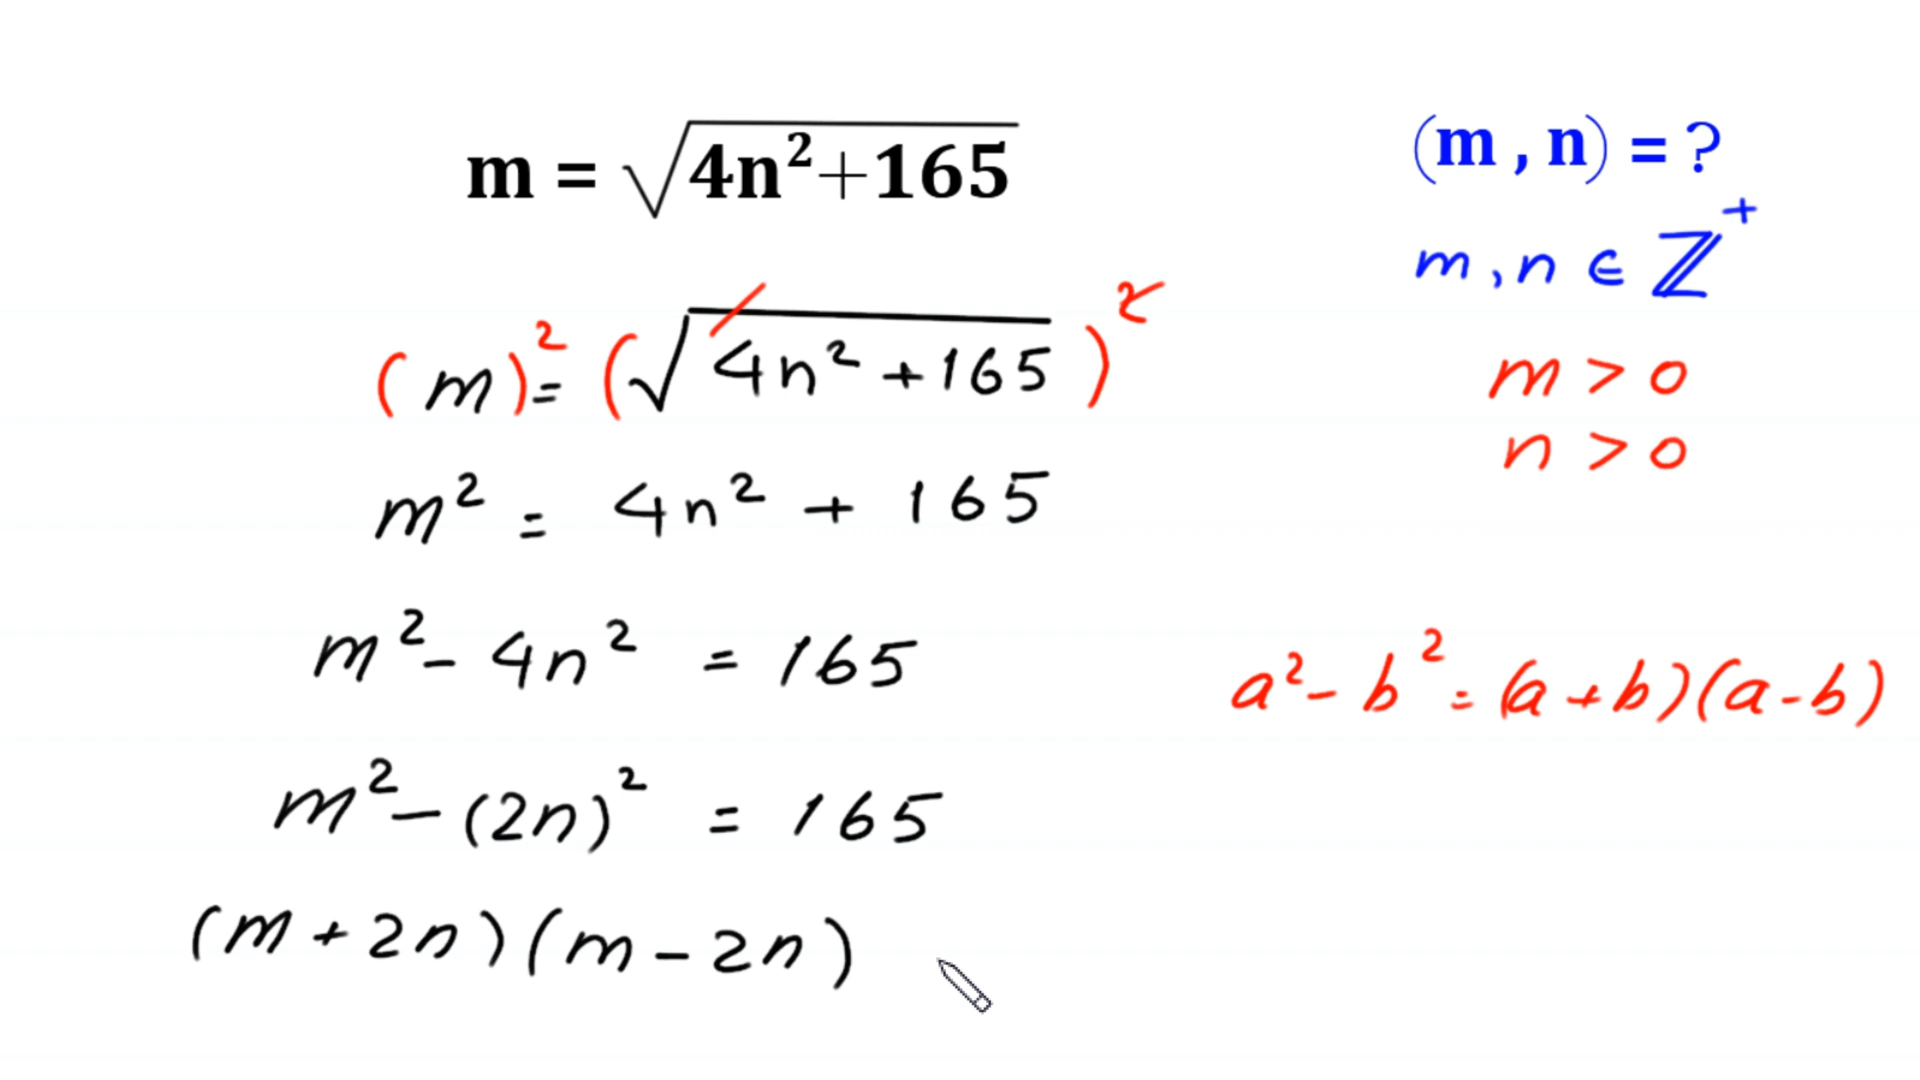 m = √4n²+165
(m, n) = ?
m, n ∈ ℤ⁺
m > 0
n > 0
(m)² = (√4n² + 165)²
m² = 4n² + 165
m² - 4n² = 165
a² - b² = (a + b)(a - b)
m² - (2n)² = 165
(m + 2n)(m - 2n)